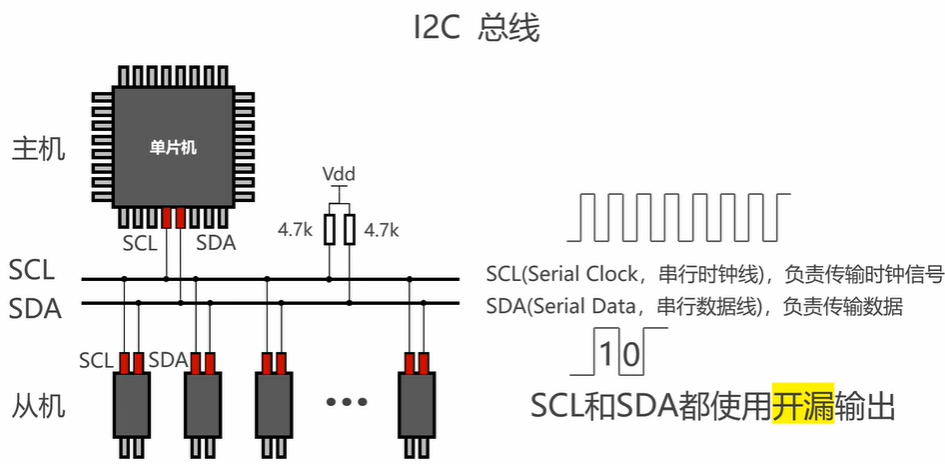 I2C 总线
主机
单片机
Vdd
4.7k
4.7k
SCL
SDA
SCL
SDA
SCL(Serial Clock，串行时钟线)，负责传输时钟信号
SDA(Serial Data，串行数据线)，负责传输数据
1 0
SCL SDA
从机
SCL和SDA都使用开漏输出